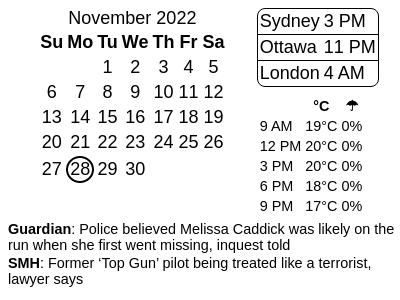 November 2022
Su Mo Tu We Th Fr Sa
1 2 3 4 5
6 7 8 9 10 11 12
13 14 15 16 17 18 19
20 21 22 23 24 25 26
27 28 29 30
Sydney 3 PM
Ottawa 11 PM
London 4 AM
°C ☂
9 AM 19°C 0%
12 PM 20°C 0%
3 PM 20°C 0%
6 PM 18°C 0%
9 PM 17°C 0%
Guardian: Police believed Melissa Caddick was likely on the
run when she first went missing, inquest told
SMH: Former ‘Top Gun’ pilot being treated like a terrorist,
lawyer says